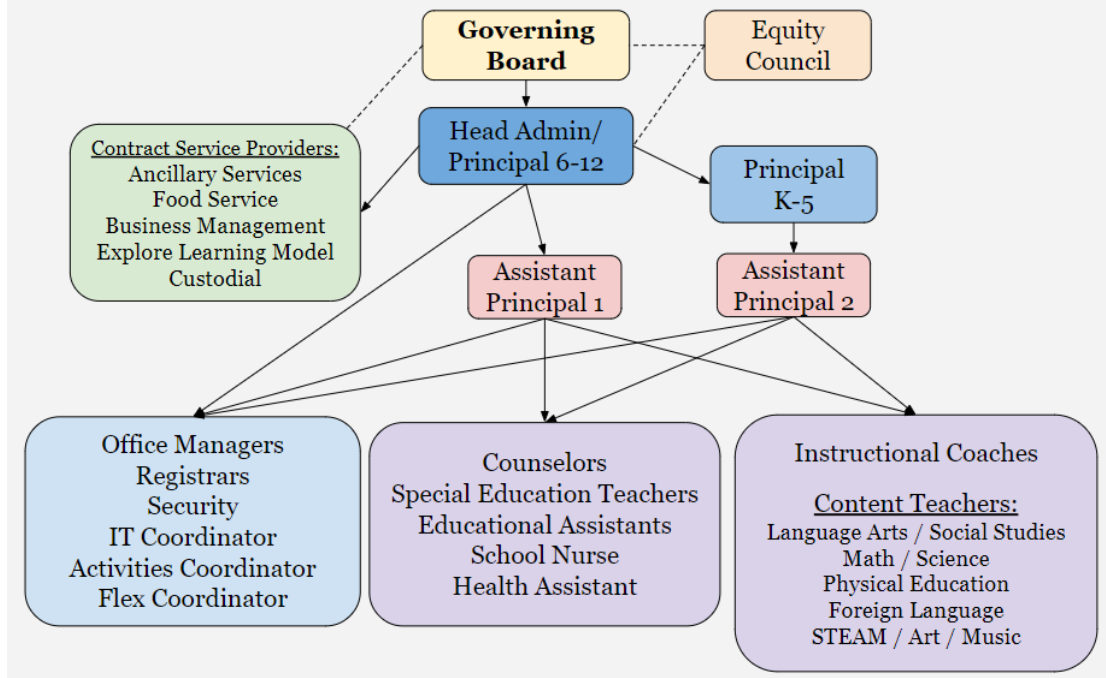 Governing
Board
Equity
Council
Head Admin/
Principal 6-12
Contract Service Providers:
Ancillary Services
Food Service
Business Management
Explore Learning Model
Custodial
Principal
K-5
Assistant
Principal 1
Assistant
Principal 2
Office Managers
Registrars
Security
IT Coordinator
Activities Coordinator
Flex Coordinator
Counselors
Special Education Teachers
Educational Assistants
School Nurse
Health Assistant
Instructional Coaches
Content Teachers:
Language Arts / Social Studies
Math / Science
Physical Education
Foreign Language
STEAM / Art / Music